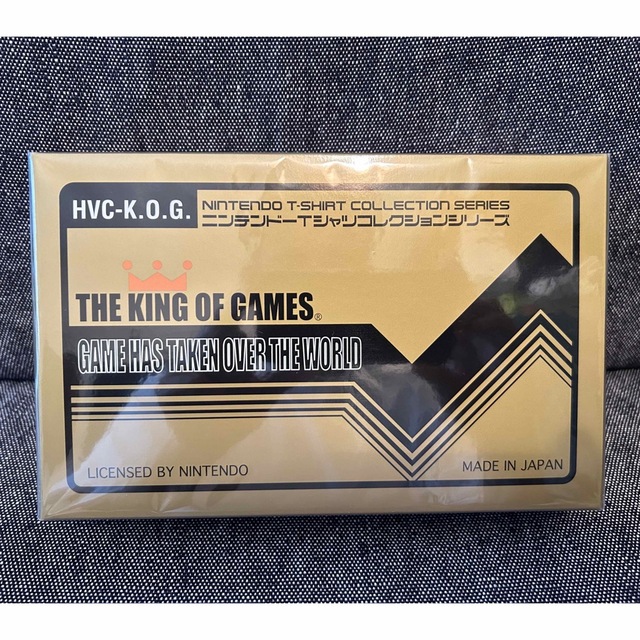 HVC-K.O.G.
NINTENDO T-SHIRT COLLECTION SERIES
ニンテンドーTシャツコレクションシリーズ
THE KING OF GAMES®
GAME HAS TAKEN OVER THE WORLD
LICENSED BY NINTENDO
MADE IN JAPAN